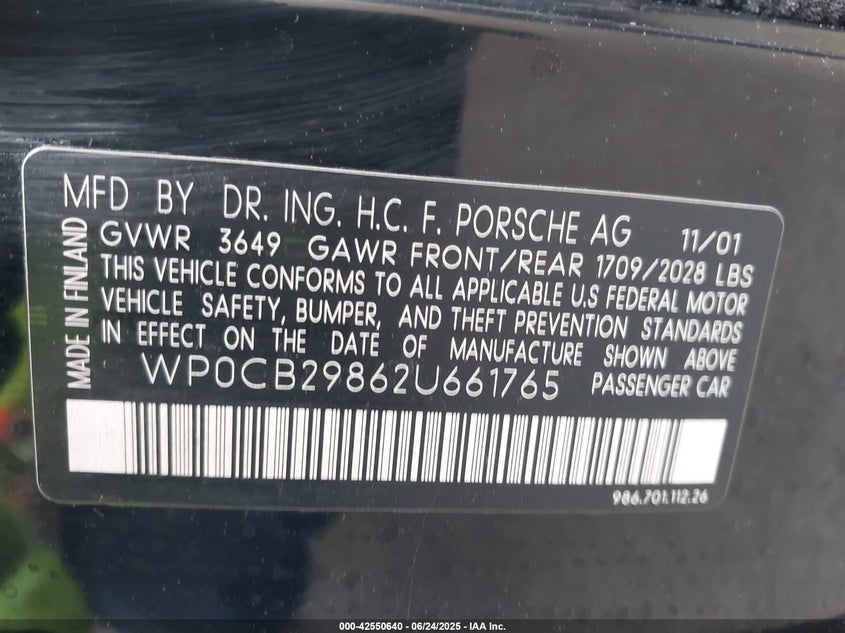 MFD BY DR. ING. H.C. F. PORSCHE AG 11/01
GVWR 3649 GAWR FRONT/REAR 1709/2028 LBS
THIS VEHICLE CONFORMS TO ALL APPLICABLE U.S FEDERAL MOTOR
VEHICLE SAFETY, BUMPER, AND THEFT PREVENTION STANDARDS
IN EFFECT ON THE DATE OF MANUFACTURE SHOWN ABOVE
WP0CB29862U661765 PASSENGER CAR
MADE IN FINLAND
986.701.112.26
000-42550640 - 06/24/2025 - IAA Inc.